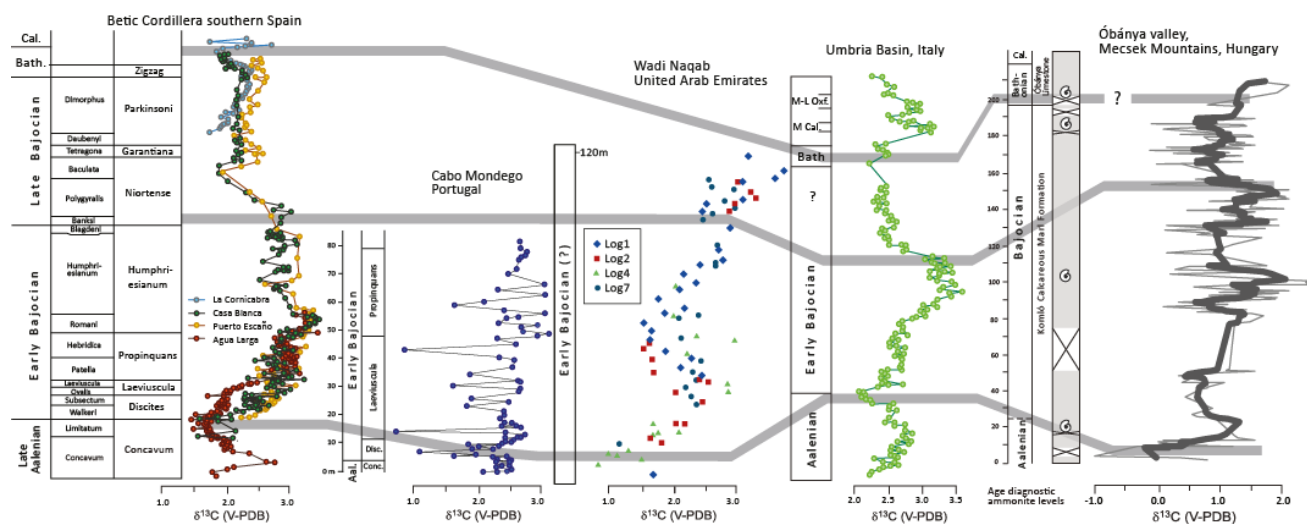 Betic Cordillera southern Spain
Cal.
Bath.
Zigzag
Late Bajocian
Dimorphus
Parkinsoni
Daubenyi
Tetragona
Garantiana
Baculata
Polygyralis
Niortense
Banksi
Early Bajocian
Blagdeni
Humphri-
esianum
Humphri-
esianum
Romani
Hebridica
Propinquans
Patella
Laeviuscula
Laeviuscula
Ovalis
Subsectum
Discites
Walkeri
Late
Aalenian
Limitatum
Concavum
Concavum
La Cornicabra
Casa Blanca
Puerto Escaño
Agua Larga
1.0
2.0
3.0
δ13C (V-PDB)
Cabo Mondego
Portugal
Early Bajocian
Aal.
80
70
60
50
40
30
20
10
0 m
Propinquans
Laeviuscula
Disc.
Conc.
1.0
2.0
3.0
δ13C (V-PDB)
Wadi Naqab
United Arab Emirates
120m
Early Bajocian (??)
Log1
Log2
Log4
Log7
1.0
2.0
3.0
δ13C (V-PDB)
Umbria Basin, Italy
M-L Oxf.
M Cal.
Bath
?
Early Bajocian
Aalenian
2.0
2.5
3.0
3.5
δ13C (V-PDB)
Óbánya valley,
Mecsek Mountains, Hungary
Cal.
Bath-
onian
Bajocian
Aalenian
200
180
160
140
120
100
80
60
40
20
0
Óbánya
Limestone
Komló Calcareous Marl Formation
?
Age diagnostic
ammonite levels
-1.0
0.0
1.0
2.0
δ13C (V-PDB)